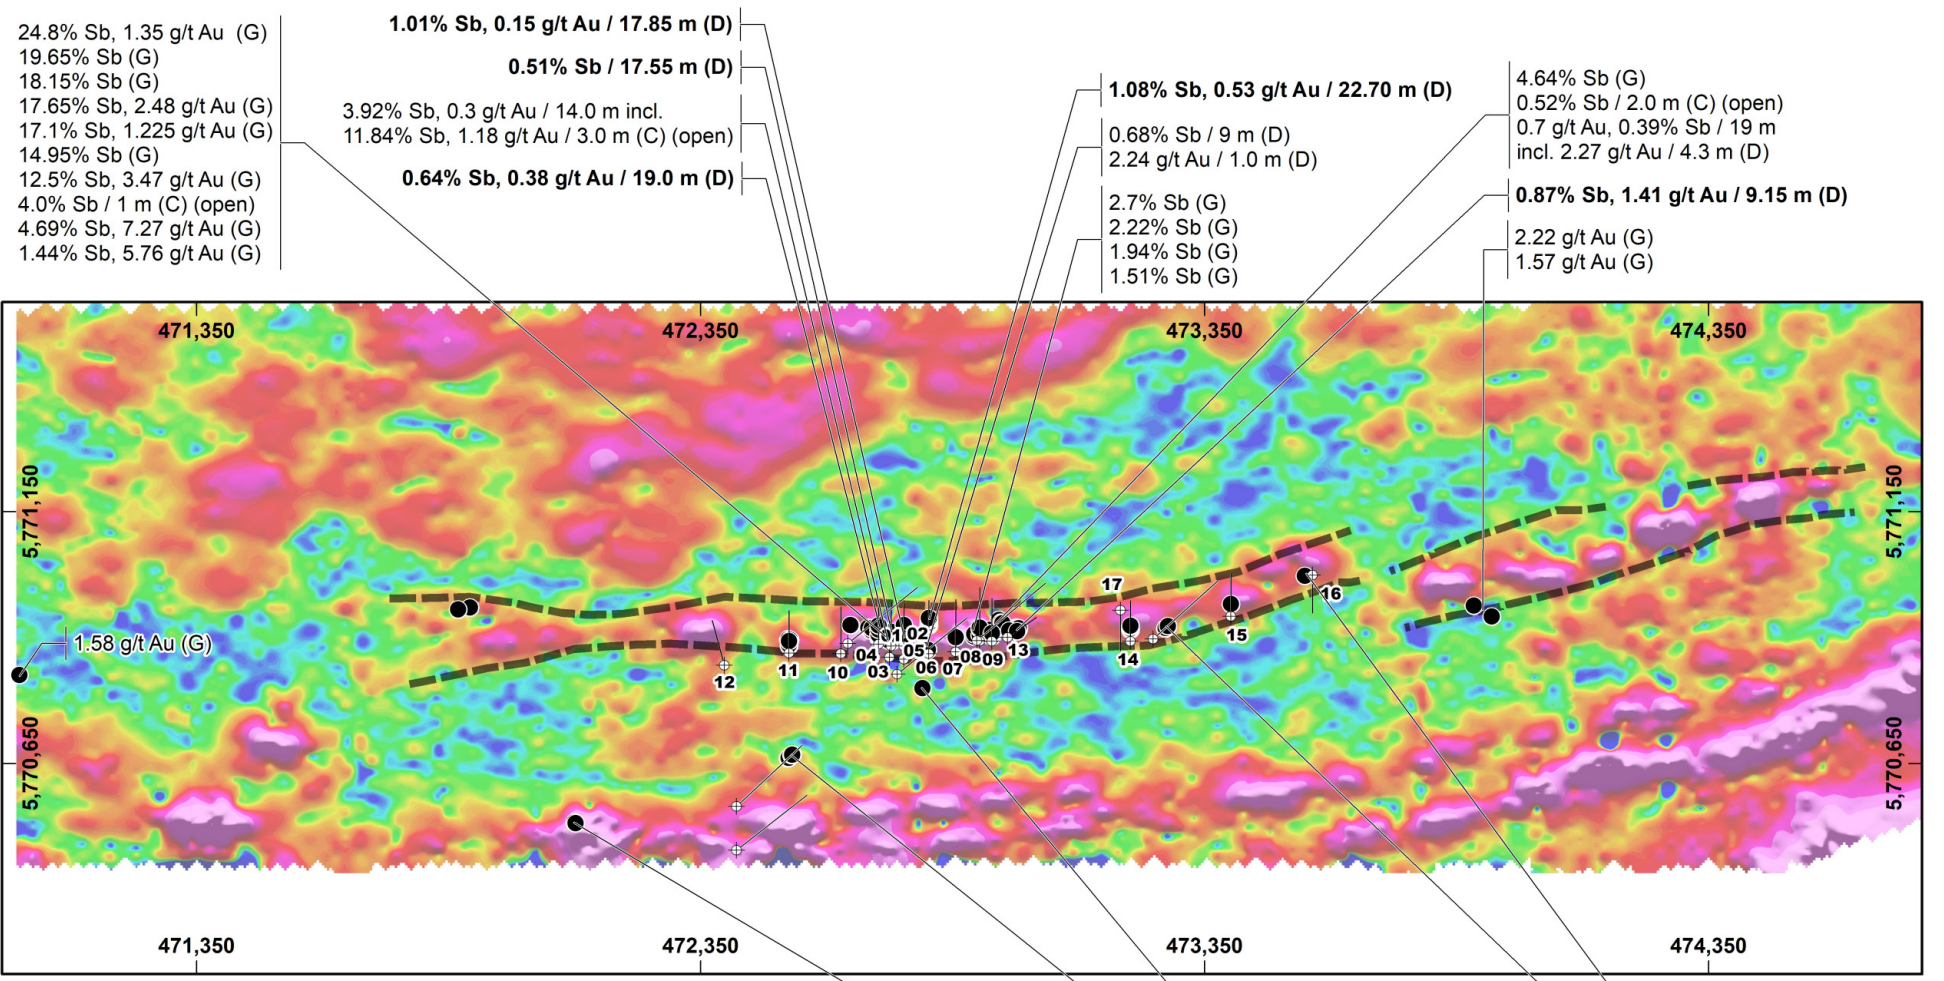 24.8% Sb, 1.35 g/t Au (G)
19.65% Sb (G)
18.15% Sb (G)
17.65% Sb, 2.48 g/t Au (G)
17.1% Sb, 1.225 g/t Au (G)
14.95% Sb (G)
12.5% Sb, 3.47 g/t Au (G)
4.0% Sb / 1 m (C) (open)
4.69% Sb, 7.27 g/t Au (G)
1.44% Sb, 5.76 g/t Au (G)
1.01% Sb, 0.15 g/t Au / 17.85 m (D)
0.51% Sb / 17.55 m (D)
3.92% Sb, 0.3 g/t Au / 14.0 m incl.
11.84% Sb, 1.18 g/t Au / 3.0 m (C) (open)
0.64% Sb, 0.38 g/t Au / 19.0 m (D)
1.08% Sb, 0.53 g/t Au / 22.70 m (D)
0.68% Sb / 9 m (D)
2.24 g/t Au / 1.0 m (D)
2.7% Sb (G)
2.22% Sb (G)
1.94% Sb (G)
1.51% Sb (G)
4.64% Sb (G)
0.52% Sb / 2.0 m (C) (open)
0.7 g/t Au, 0.39% Sb / 19 m
incl. 2.27 g/t Au / 4.3 m (D)
0.87% Sb, 1.41 g/t Au / 9.15 m (D)
2.22 g/t Au (G)
1.57 g/t Au (G)
471,350
472,350
473,350
474,350
5,771,150
5,771,150
1.58 g/t Au (G)
12
11
10
04
03
02
05
06
07
08
09
13
17
14
15
16
5,770,650
5,770,650
471,350
472,350
473,350
474,350